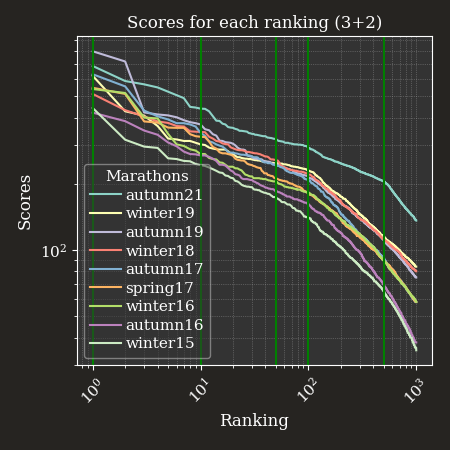 Scores for each ranking (3+2)
Scores
10²
Marathons
autumn21
winter19
autumn19
winter18
autumn17
spring17
winter16
autumn16
winter15
10⁰ 10¹ 10² 10³
Ranking